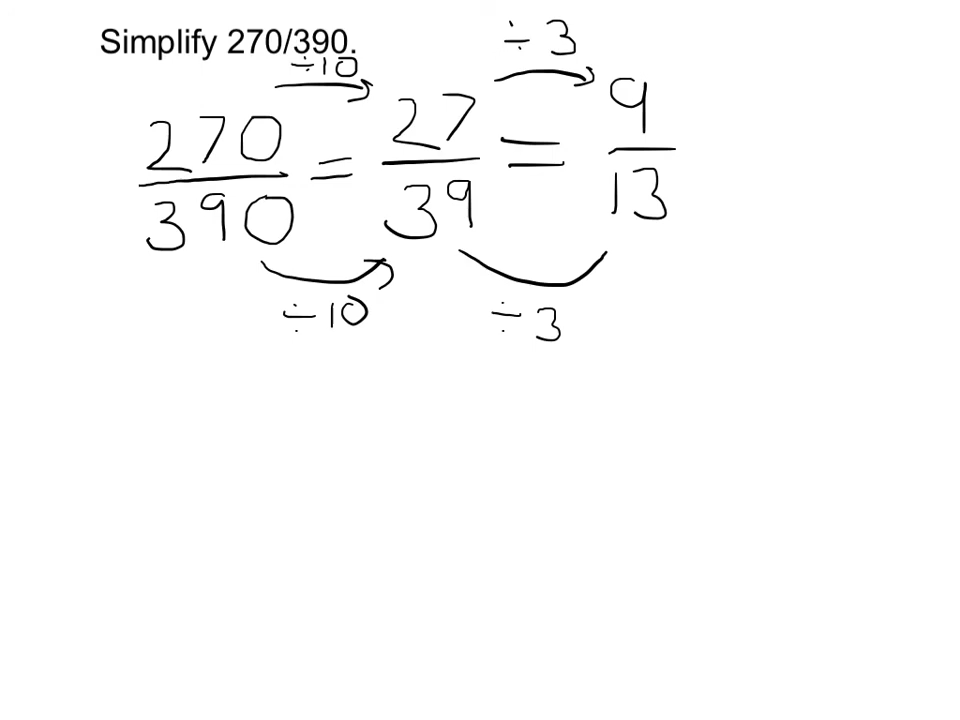 Simplify 270/390.
÷10 ÷3
270/390 = 27/39 = 9/13
÷10 ÷3